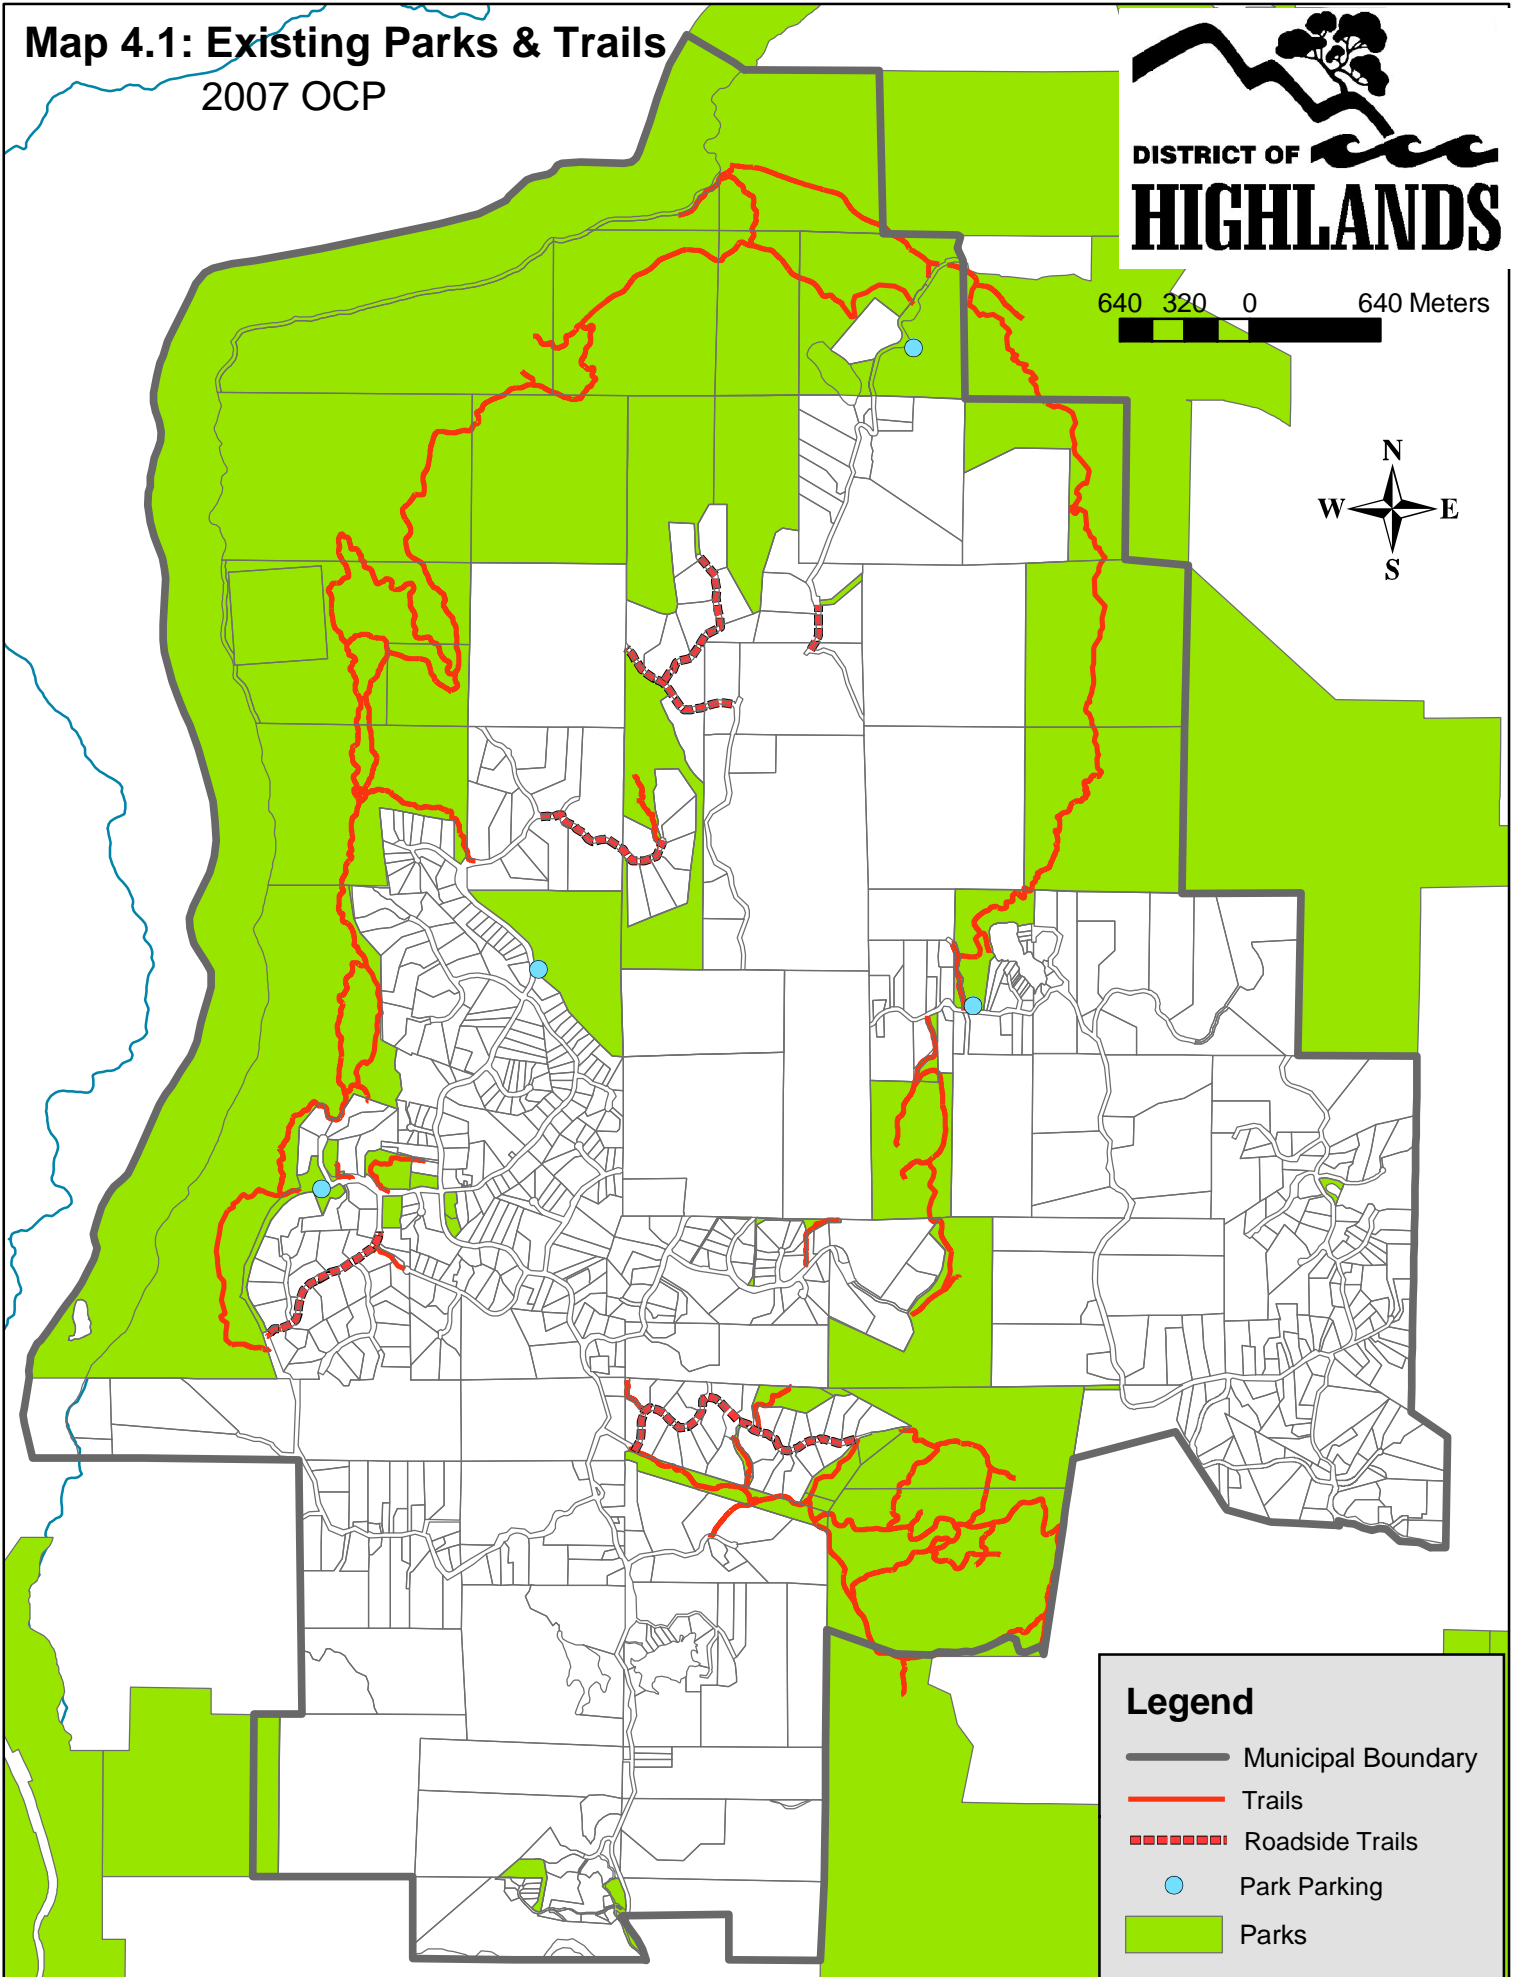 Map 4.1: Existing Parks & Trails
2007 OCP
DISTRICT OF
HIGHLANDS
640 320 0 640 Meters
N
W E
S
Legend
Municipal Boundary
Trails
Roadside Trails
Park Parking
Parks